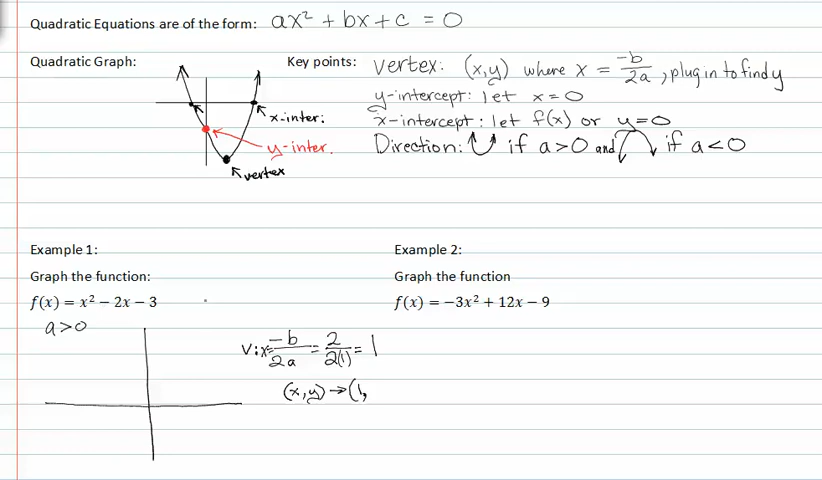 Quadratic Equations are of the form: ax² + bx + c = 0
Quadratic Graph:
x-inter.
y-inter.
vertex
Key points: vertex: (x,y) where x = -b/2a, plug in to find y
y-intercept: let x = 0
x-intercept: let f(x) or y = 0
Direction: if a > 0 and if a < 0
Example 1:
Graph the function:
f(x) = x² − 2x − 3
a > 0
V: x = -b/2a = 2/2(1) = 1
(x,y) → (1,
Example 2:
Graph the function
f(x) = −3x² + 12x − 9